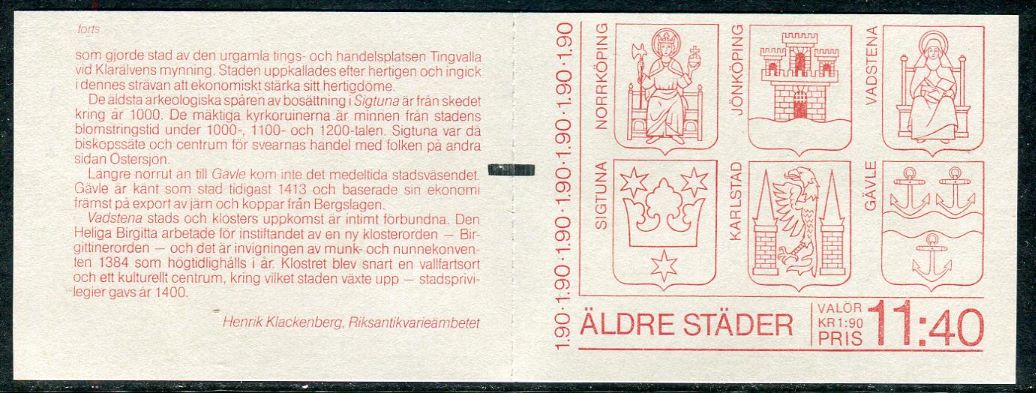 forts
som gjorde stad av den urgamla tings- och handelsplatsen Tingvalla
vid Klarälvens mynning. Staden uppkallades efter hertigen och ingick
i dennes strävan att ekonomiskt stärka sitt hertigdöme.
De äldsta arkeologiska spåren av bosättning i Sigtuna är från skedet
kring år 1000. De mäktiga kyrkoruinerna är minnen från stadens
blomstringstid under 1000-, 1100- och 1200-talen. Sigtuna var då
biskopssäte och centrum för svearnas handel med folken på andra
sidan Östersjön.
Längre norrut än till Gävle kom inte det medeltida stadsväsendet.
Gävle är känt som stad tidigast 1413 och baserade sin ekonomi
främst på export av järn och koppar från Bergslagen.
Vadstena stads och klosters uppkomst är intimt förbundna. Den
Heliga Birgitta arbetade för instiftandet av en ny klosterorden – Bir-
gittinerorden – och det är invigningen av munk- och nunnekonven-
ten 1384 som högtidlighålls i år. Klostret blev snart en vallfartsort
och ett kulturellt centrum, kring vilket staden växte upp – stadsprivi-
legier gavs år 1400.
Henrik Klackenberg, Riksantikvarieämbetet
1.90·1.90·1.90·1.90·1.90·1.90·1.90
NORRKÖPING
JÖNKÖPING
VADSTENA
SIGTUNA
KARLSTAD
GÄVLE
ÄLDRE STÄDER
VALÖR
KR 1:90
PRIS
11:40